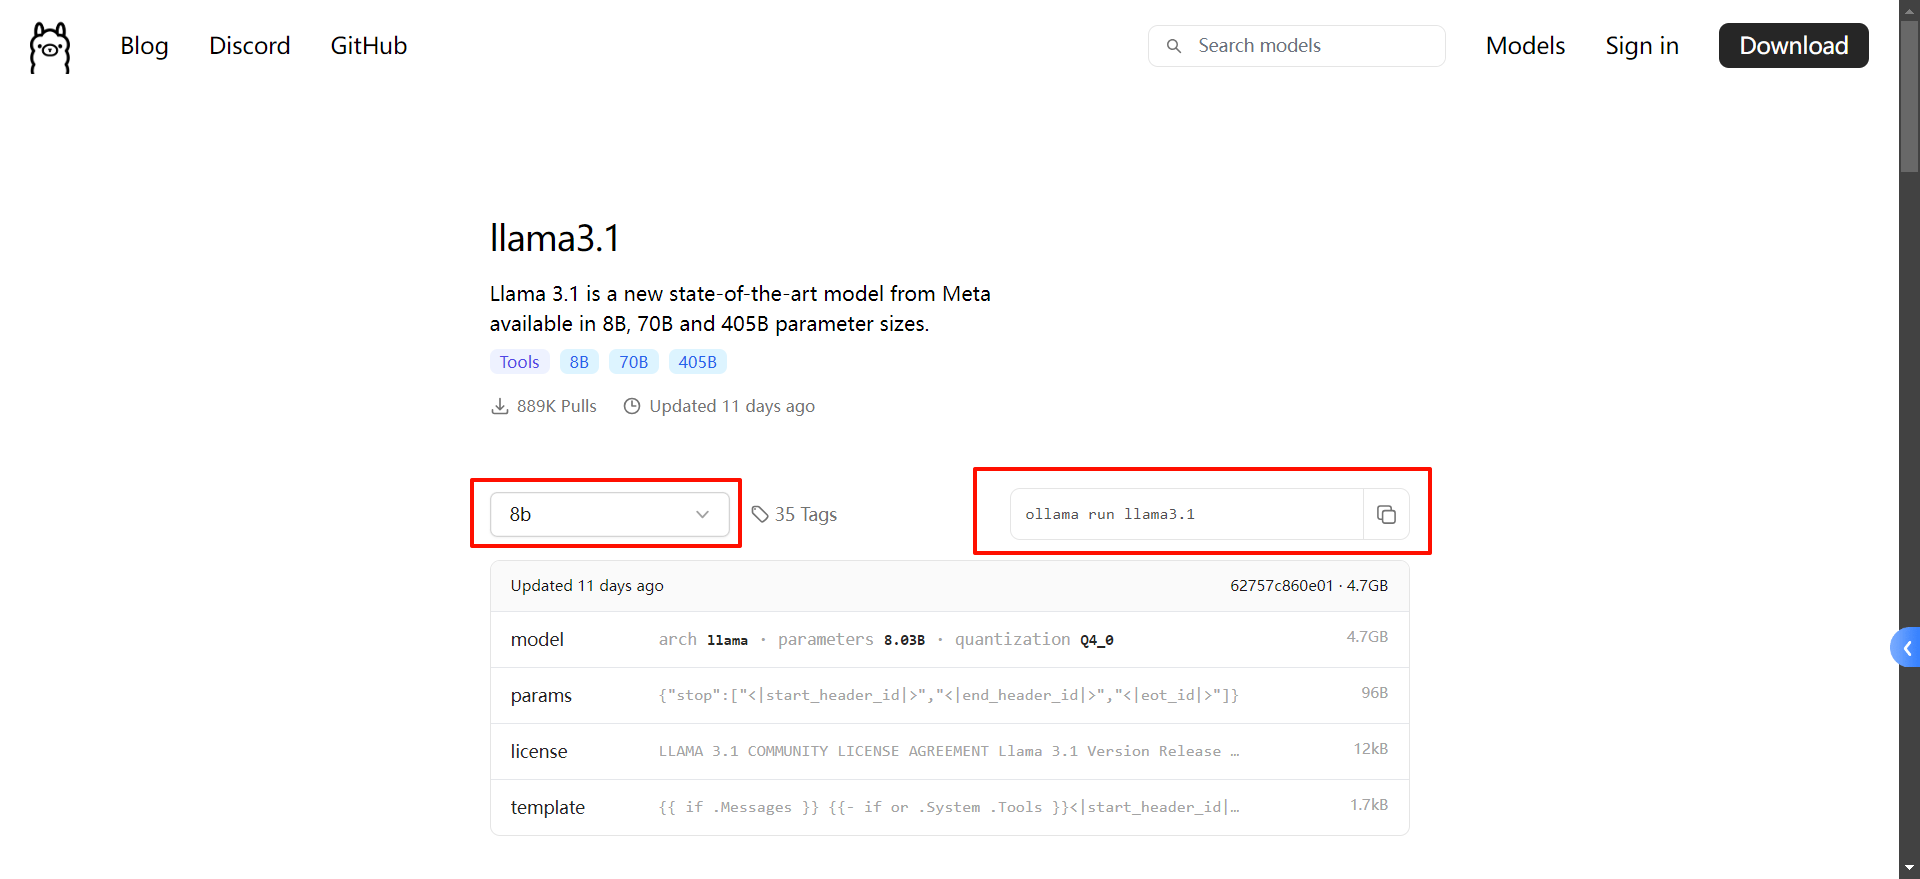 Blog Discord GitHub Search models Models Sign in Download
llama3.1
Llama 3.1 is a new state-of-the-art model from Meta
available in 8B, 70B and 405B parameter sizes.
Tools 8B 70B 405B
889K Pulls Updated 11 days ago
8b 35 Tags ollama run llama3.1
Updated 11 days ago 62757c860e01 · 4.7GB
model arch llama · parameters 8.03B · quantization Q4_0 4.7GB
params {"stop":["<|start_header_id|>","<|end_header_id|>","<|eot_id|>"]} 96B
license LLAMA 3.1 COMMUNITY LICENSE AGREEMENT Llama 3.1 Version Release … 12kB
template {{ if .Messages }} {{- if or .System .Tools }}<|start_header_id|… 1.7kB